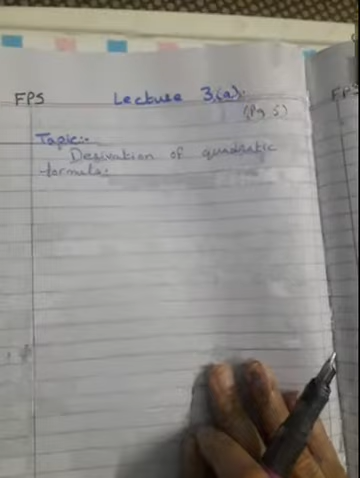 FPS Lecture 3(a):- FPS
(Pg 5)
Topic:-
Derivation of quadratic
formula: